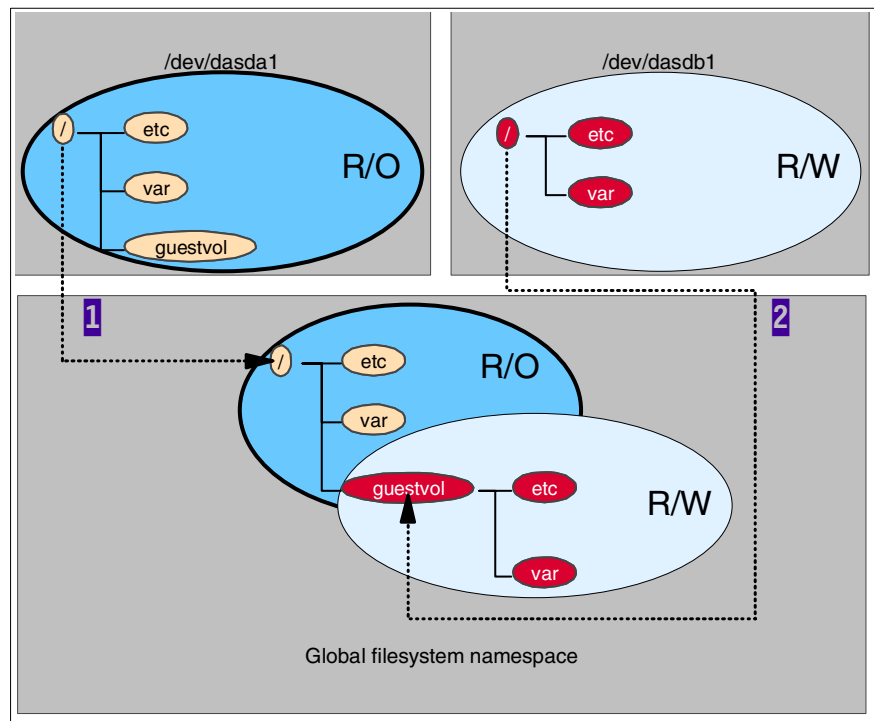 /dev/dasda1
/dev/dasdb1
/
etc
R/O
var
guestvol
/
etc
R/W
var
1
2
/
etc
R/O
var
guestvol
etc
R/W
var
Global filesystem namespace